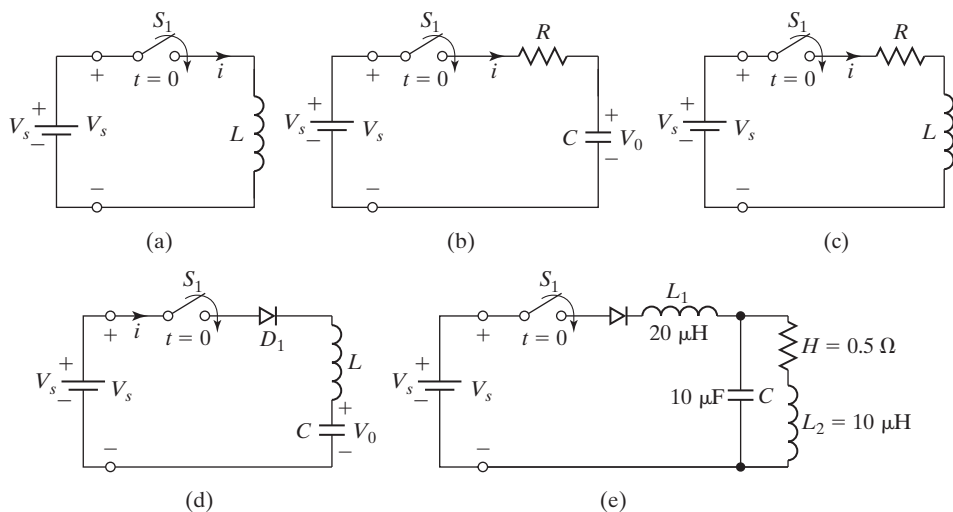 S₁
+
t = 0
i
+
Vₛ
Vₛ
−
L
−
(a)
S₁
R
+
t = 0
i
+
Vₛ
Vₛ
−
C
+
V₀
−
−
(b)
S₁
R
+
t = 0
i
+
Vₛ
Vₛ
−
L
−
(c)
S₁
+
i
t = 0
D₁
+
Vₛ
Vₛ
−
L
C
+
V₀
−
−
(d)
S₁
L₁
+
t = 0
20 μH
H = 0.5 Ω
+
Vₛ
Vₛ
−
10 μF
C
L₂ = 10 μH
−
(e)